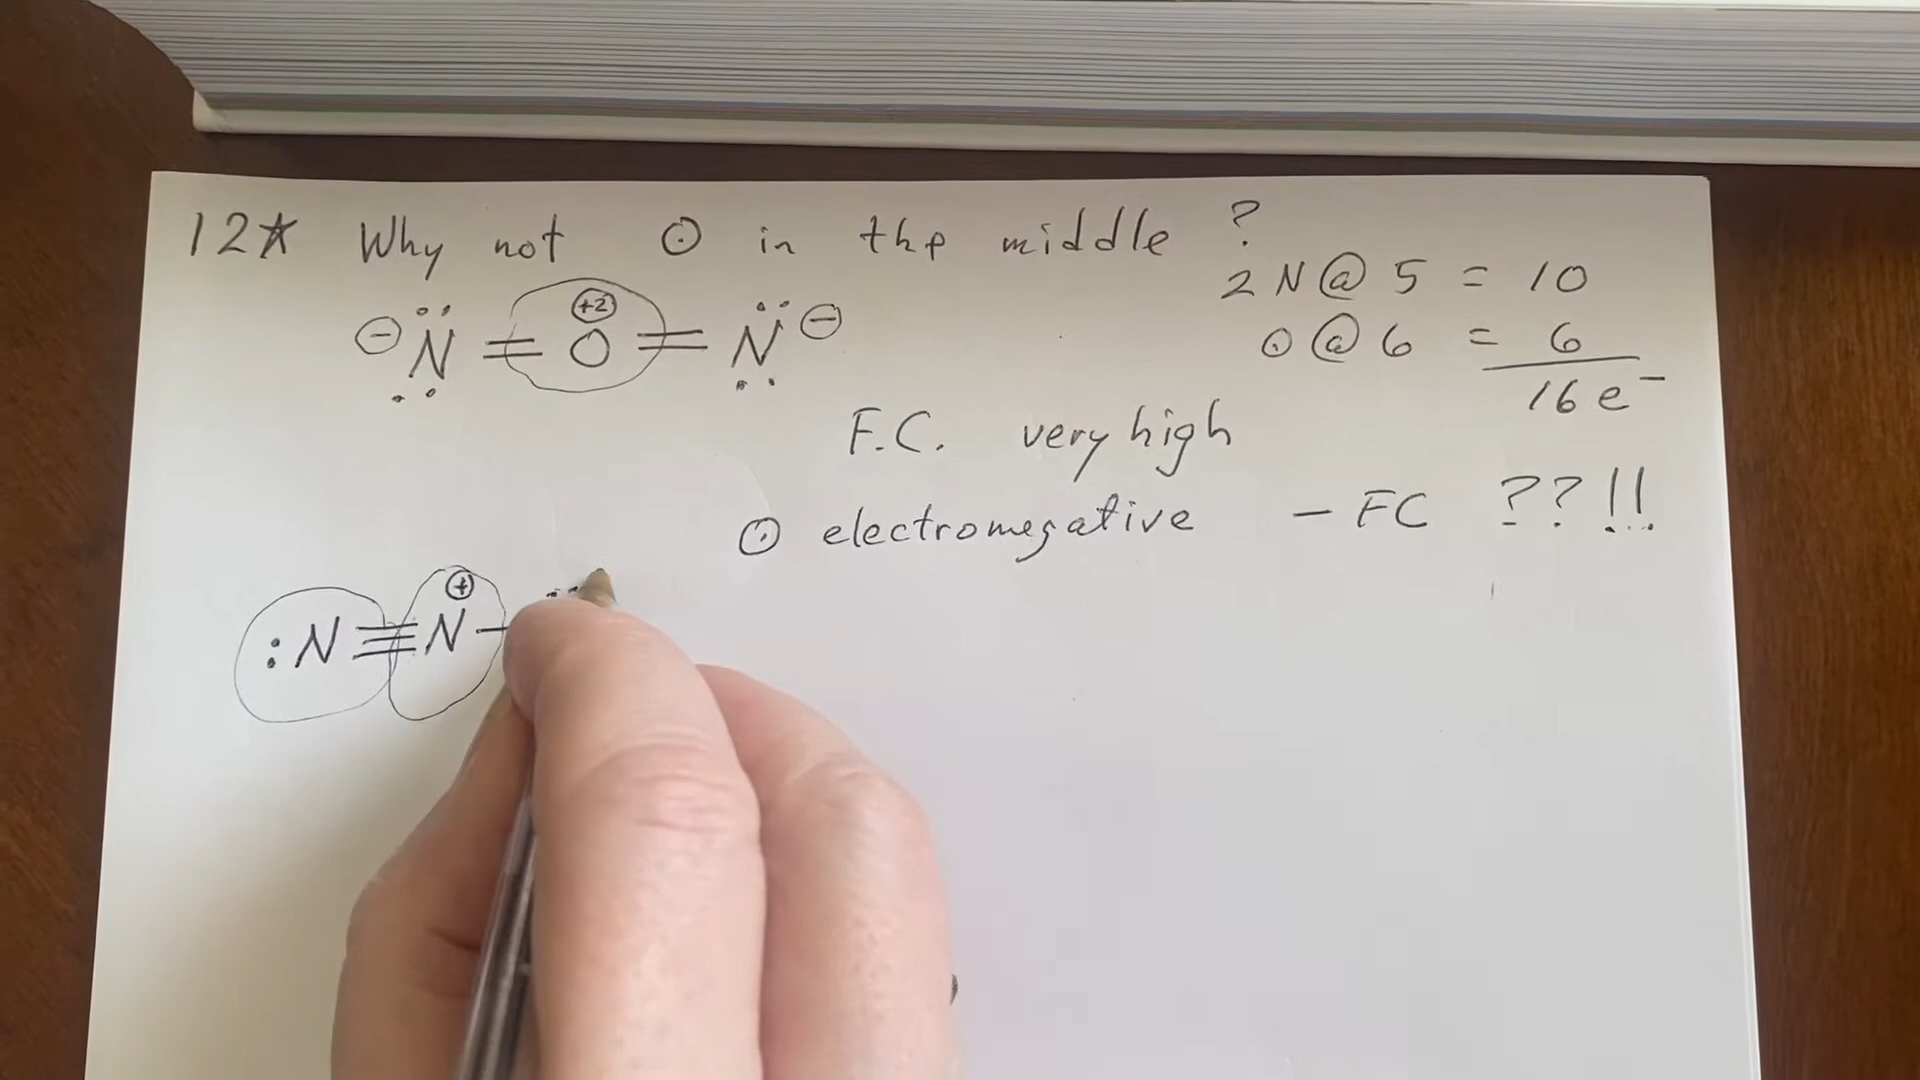 12* Why not O in the middle ?
2 N @ 5 = 10
O @ 6 = 6
16 e⁻
⊖ N̈ = O = N̈ ⊖
+2
F.C. very high
O electronegative - FC ??!!
+
:N≡N-